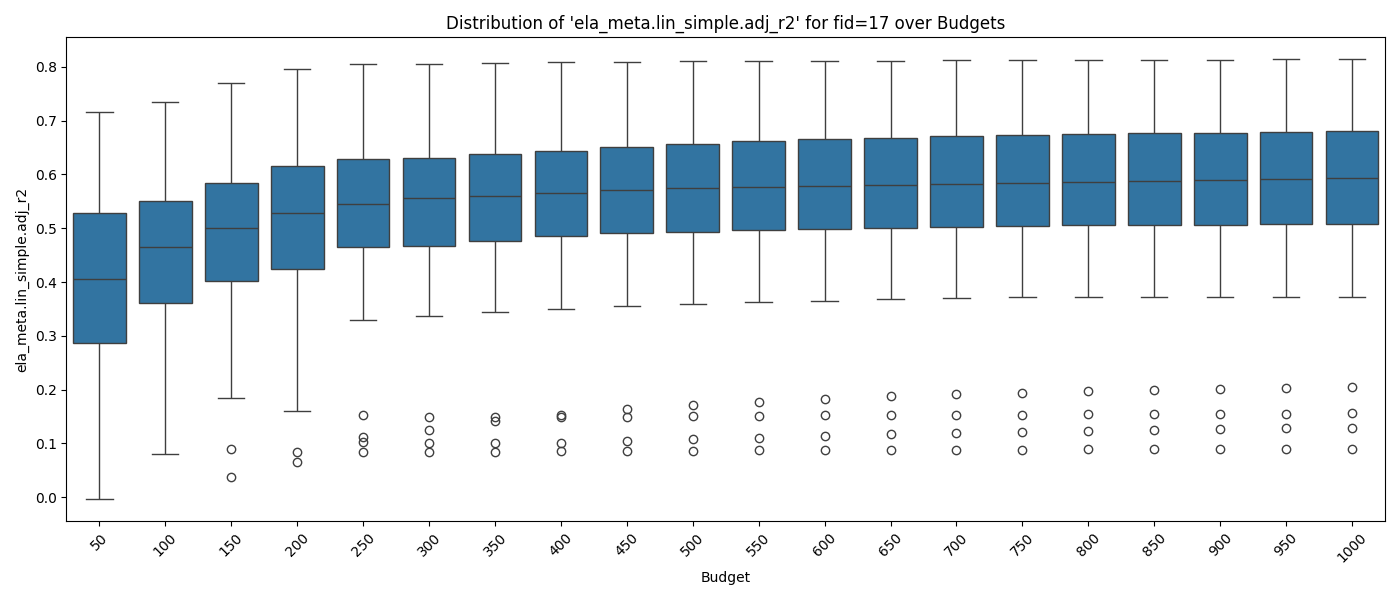 Distribution of 'ela_meta.lin_simple.adj_r2' for fid=17 over Budgets
ela_meta.lin_simple.adj_r2
0.8
0.7
0.6
0.5
0.4
0.3
0.2
0.1
0.0
50 100 150 200 250 300 350 400 450 500 550 600 650 700 750 800 850 900 950 1000
Budget